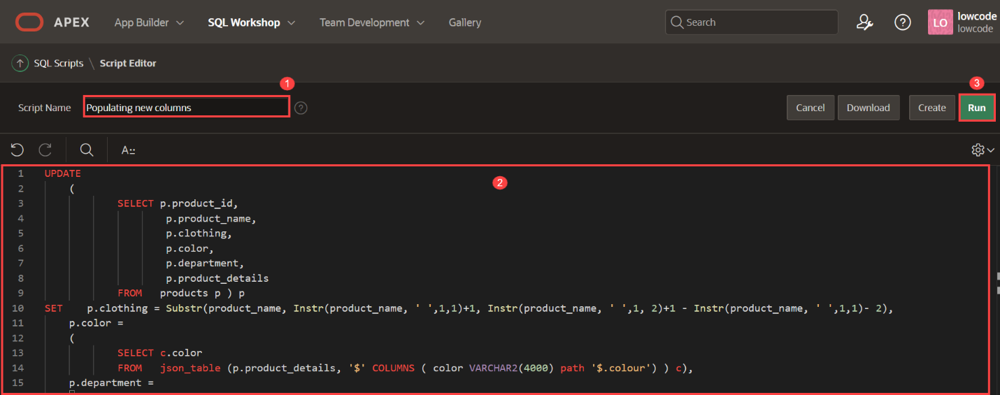 APEX App Builder SQL Workshop Team Development Gallery Search LO lowcode
lowcode
SQL Scripts \ Script Editor
1 3
Script Name Populating new columns ? Cancel Download Create Run
A::
2
1 UPDATE
2 (
3 SELECT p.product_id,
4 p.product_name,
5 p.clothing,
6 p.color,
7 p.department,
8 p.product_details
9 FROM products p ) p
10 SET p.clothing = Substr(product_name, Instr(product_name, ' ',1,1)+1, Instr(product_name, ' ',1, 2)+1 - Instr(product_name, ' ',1,1)- 2),
11 p.color =
12 (
13 SELECT c.color
14 FROM json_table (p.product_details, '$' COLUMNS ( color VARCHAR2(4000) path '$.colour') ) c),
15 p.department =